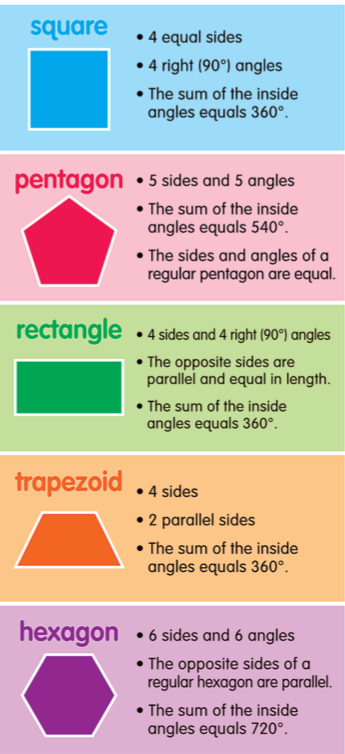 square
• 4 equal sides
• 4 right (90°) angles
• The sum of the inside
angles equals 360°.
pentagon
• 5 sides and 5 angles
• The sum of the inside
angles equals 540°.
• The sides and angles of a
regular pentagon are equal.
rectangle
• 4 sides and 4 right (90°) angles
• The opposite sides are
parallel and equal in length.
• The sum of the inside
angles equals 360°.
trapezoid
• 4 sides
• 2 parallel sides
• The sum of the inside
angles equals 360°.
hexagon
• 6 sides and 6 angles
• The opposite sides of a
regular hexagon are parallel.
• The sum of the inside
angles equals 720°.